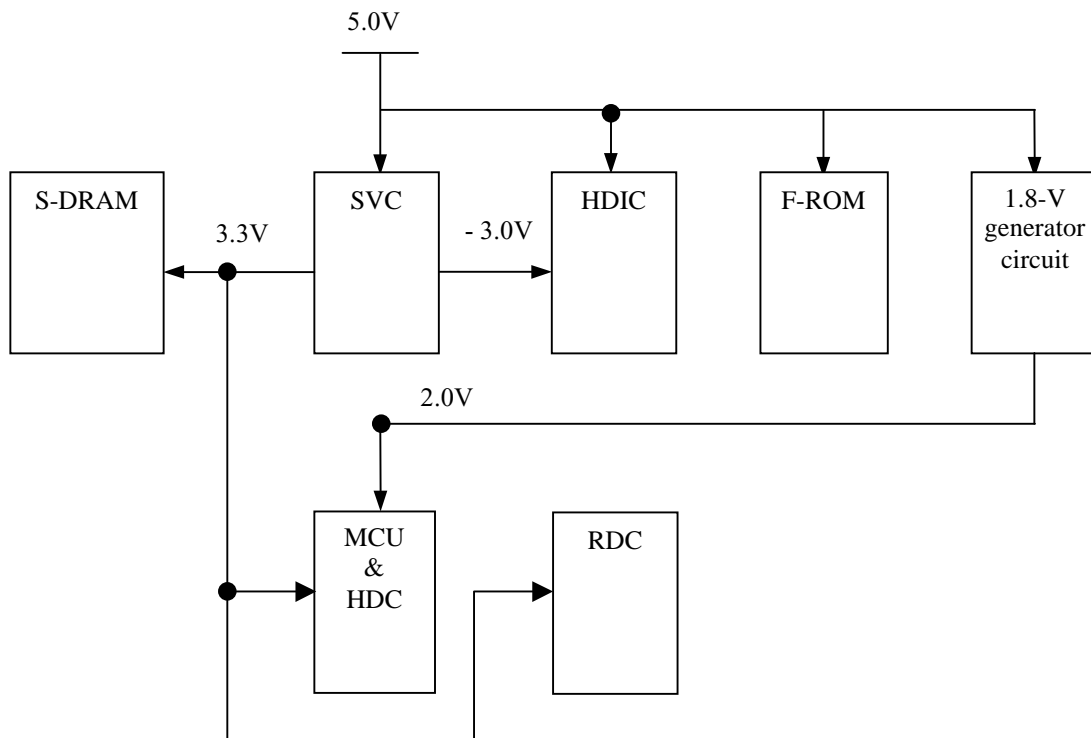 5.0V
S-DRAM
SVC
HDIC
F-ROM
1.8-V
generator
circuit
3.3V
- 3.0V
2.0V
MCU
&
HDC
RDC